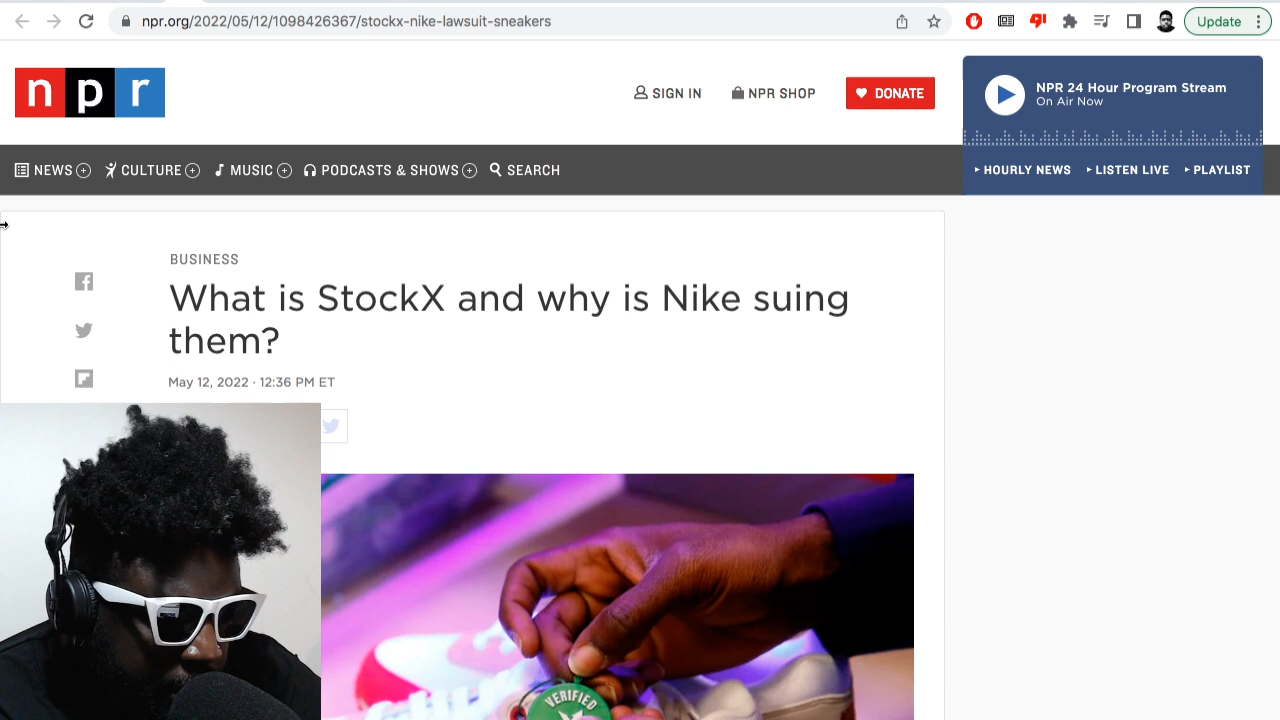 npr.org/2022/05/12/1098426367/stockx-nike-lawsuit-sneakers
Update
n p r
SIGN IN
NPR SHOP
DONATE
NPR 24 Hour Program Stream
On Air Now
NEWS
CULTURE
MUSIC
PODCASTS & SHOWS
SEARCH
HOURLY NEWS
LISTEN LIVE
PLAYLIST
BUSINESS
What is StockX and why is Nike suing
them?
May 12, 2022 · 12:36 PM ET
VERIFIED